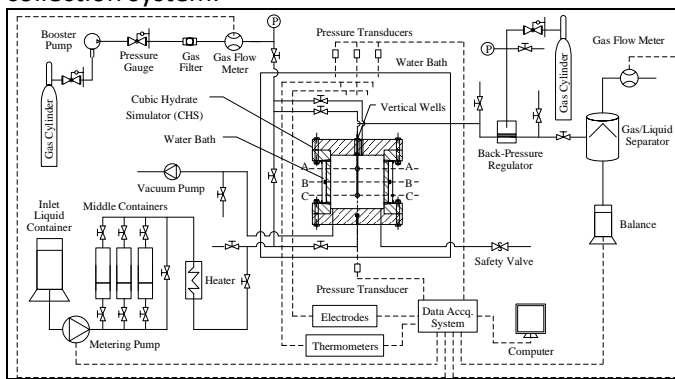 collection system.
Booster
Pump
Pressure
Gauge
Gas
Filter
Gas Flow
Meter
P
Pressure Transducers
Water Bath
P
Gas Cylinder
Gas Flow Meter
Gas Cylinder
Cubic Hydrate
Simulator (CHS)
Vertical Wells
Water Bath
Back-Pressure
Regulator
Gas/Liquid
Separator
A
A
B
B
C
C
Vacuum Pump
Inlet
Liquid
Container
Middle Containers
Heater
Balance
Safety Valve
Pressure Transducer
Metering Pump
Electrodes
Thermometers
Data Accq.
System
Computer